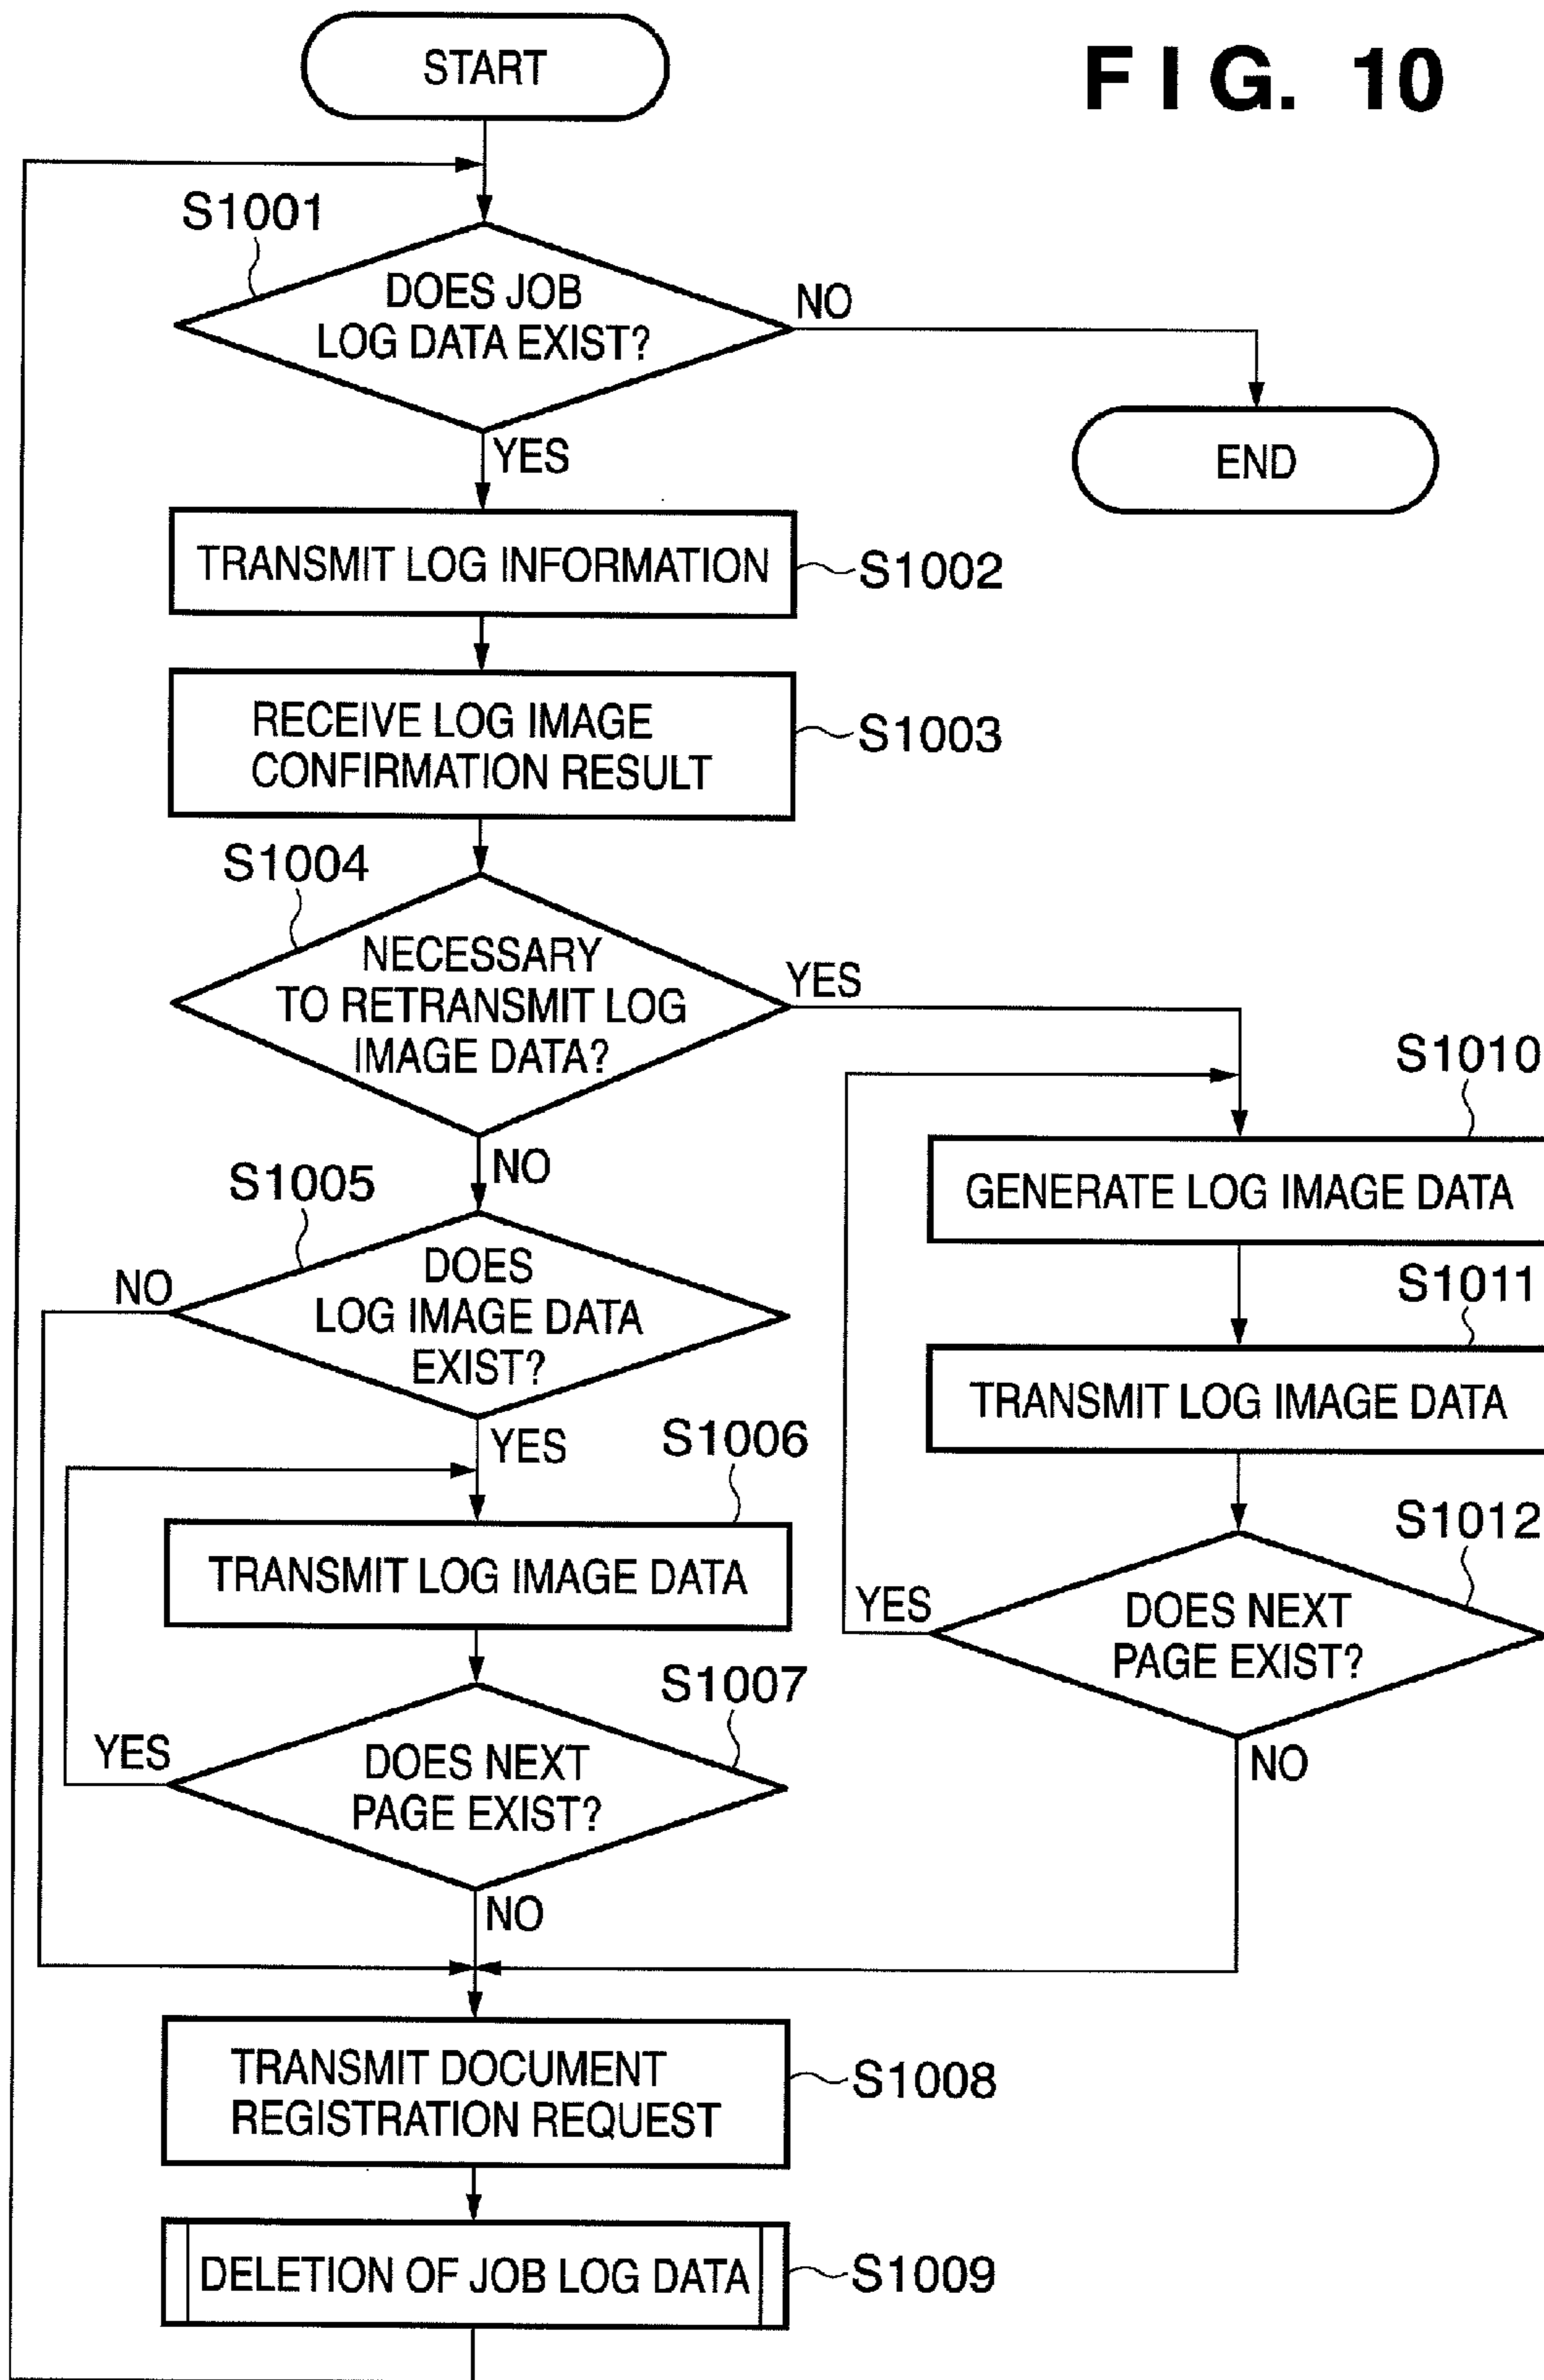 FIG. 10
START
S1001
DOES JOB
LOG DATA EXIST?
NO
END
YES
TRANSMIT LOG INFORMATION
S1002
RECEIVE LOG IMAGE
CONFIRMATION RESULT
S1003
S1004
NECESSARY
TO RETRANSMIT LOG
IMAGE DATA?
YES
NO
S1005
DOES
LOG IMAGE DATA
EXIST?
NO
YES
S1006
TRANSMIT LOG IMAGE DATA
S1007
DOES NEXT
PAGE EXIST?
YES
NO
S1010
GENERATE LOG IMAGE DATA
S1011
TRANSMIT LOG IMAGE DATA
S1012
DOES NEXT
PAGE EXIST?
YES
NO
TRANSMIT DOCUMENT
REGISTRATION REQUEST
S1008
DELETION OF JOB LOG DATA
S1009